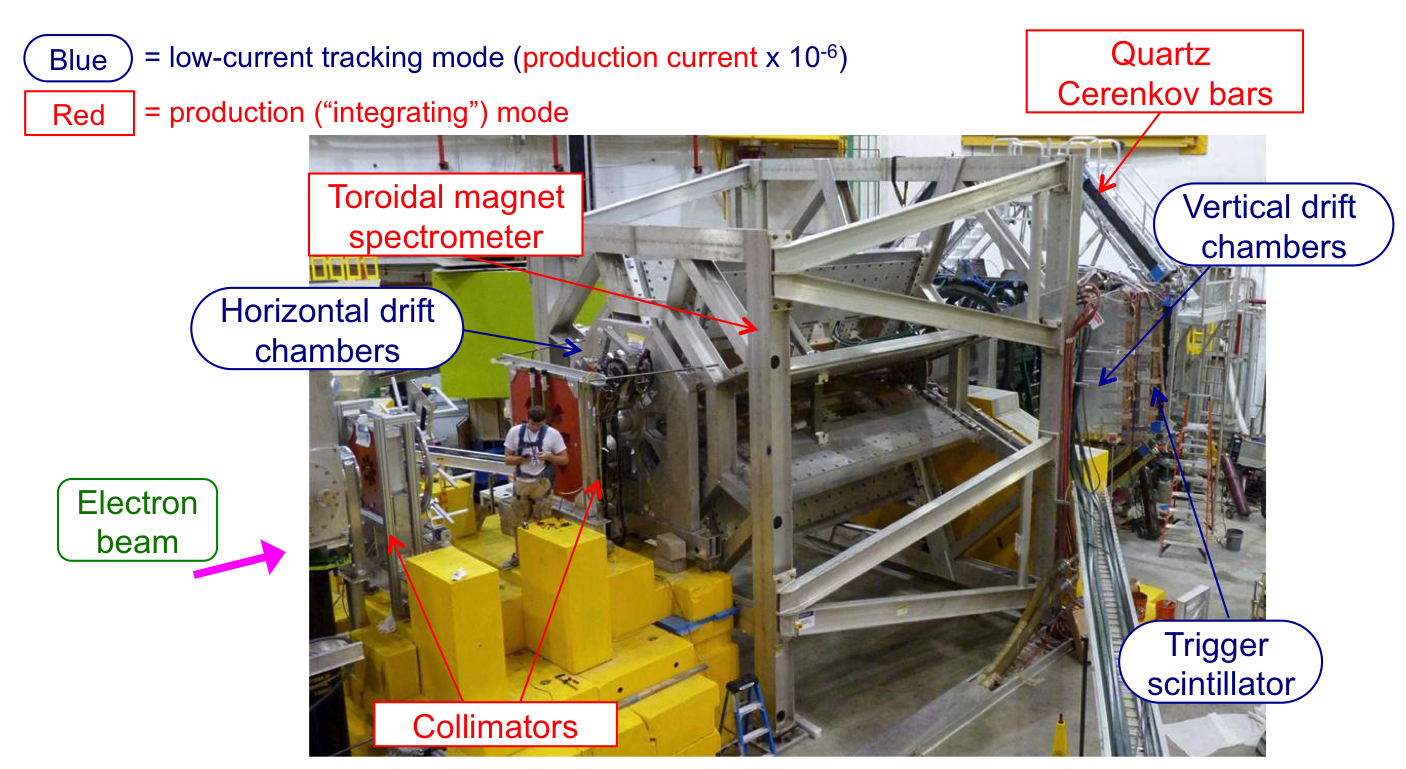 Blue = low-current tracking mode (production current x 10-6)
Red = production (“integrating”) mode
Quartz
Cerenkov bars
Toroidal magnet
spectrometer
Vertical drift
chambers
Horizontal drift
chambers
Electron
beam
Trigger
scintillator
Collimators